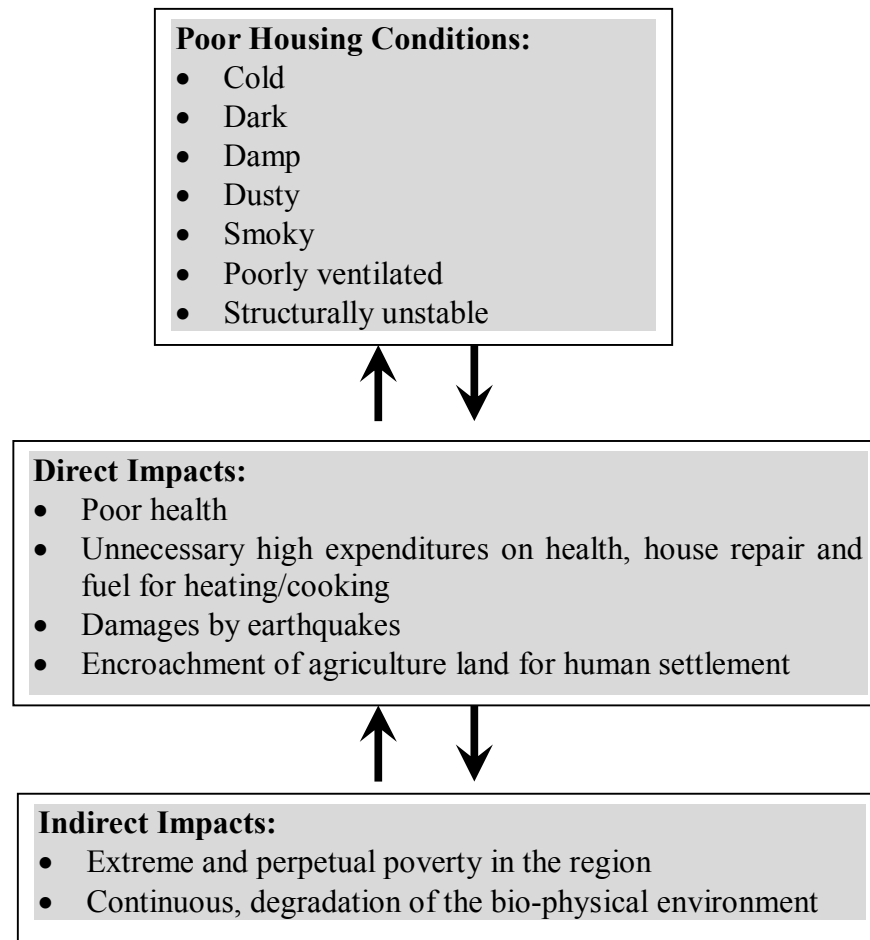 Poor Housing Conditions:
• Cold
• Dark
• Damp
• Dusty
• Smoky
• Poorly ventilated
• Structurally unstable
Direct Impacts:
• Poor health
• Unnecessary high expenditures on health, house repair and
fuel for heating/cooking
• Damages by earthquakes
• Encroachment of agriculture land for human settlement
Indirect Impacts:
• Extreme and perpetual poverty in the region
• Continuous, degradation of the bio-physical environment